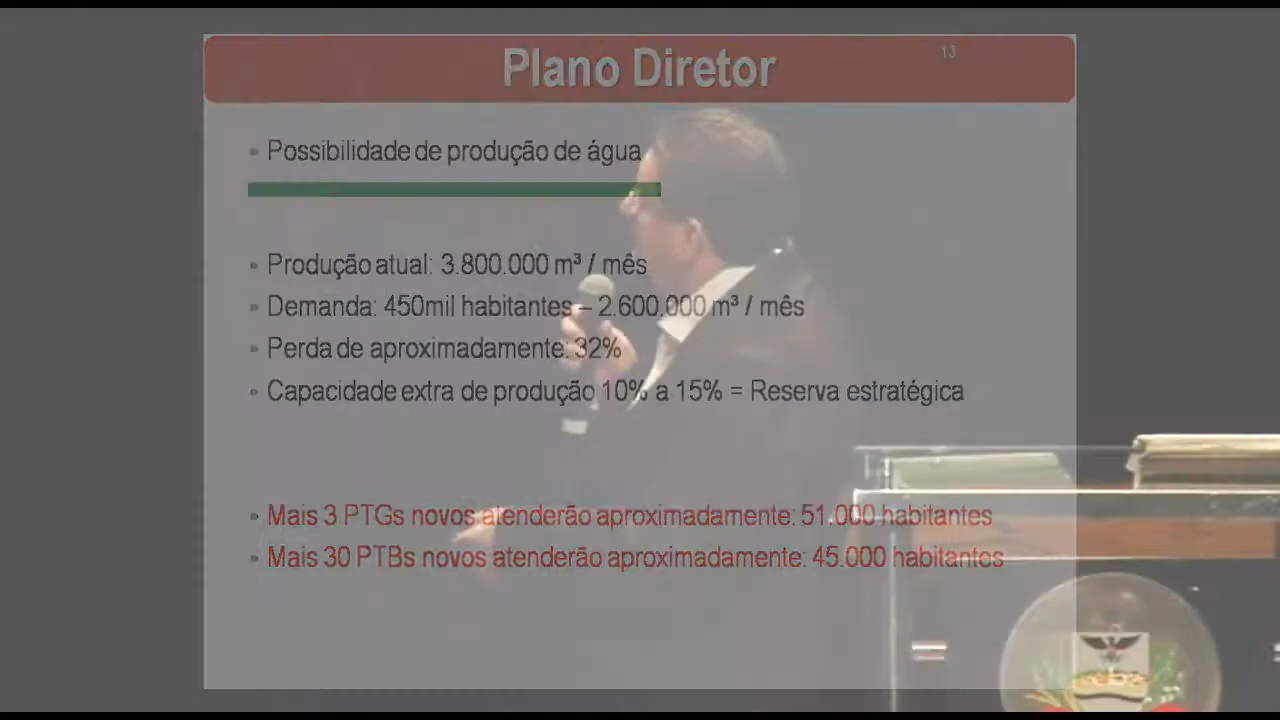 Plano Diretor
13
Possibilidade de produção de água
Produção atual: 3.800.000 m³ / mês
Demanda: 450mil habitantes – 2.600.000 m³ / mês
Perda de aproximadamente: 32%
Capacidade extra de produção 10% a 15% = Reserva estratégica
Mais 3 PTGs novos atenderão aproximadamente: 51.000 habitantes
Mais 30 PTBs novos atenderão aproximadamente: 45.000 habitantes